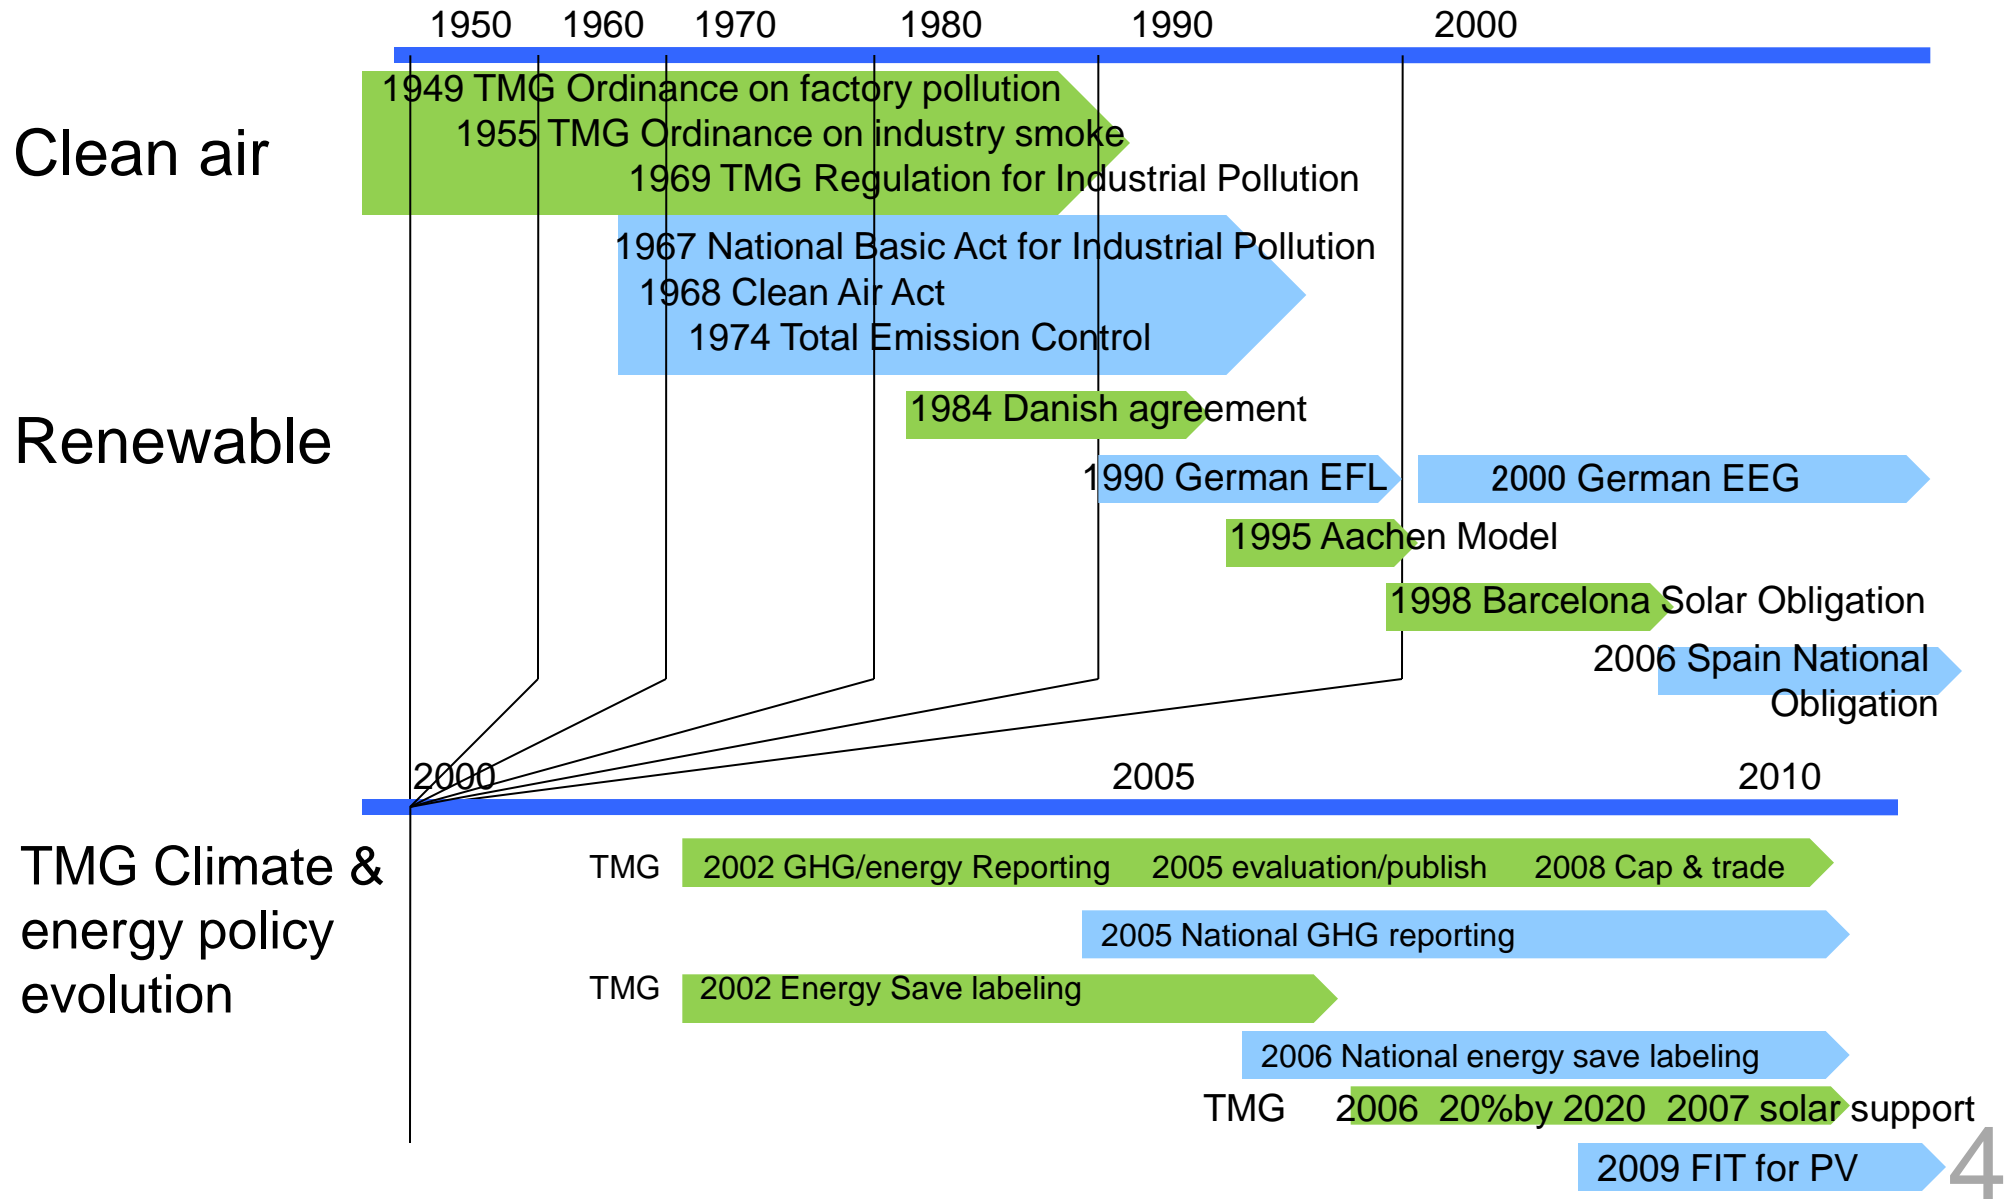 1950 1960 1970 1980 1990 2000
Clean air
1949 TMG Ordinance on factory pollution
1955 TMG Ordinance on industry smoke
1969 TMG Regulation for Industrial Pollution
1967 National Basic Act for Industrial Pollution
1968 Clean Air Act
1974 Total Emission Control
Renewable
1984 Danish agreement
1990 German EFL 2000 German EEG
1995 Aachen Model
1998 Barcelona Solar Obligation
2006 Spain National
Obligation
2000 2005 2010
TMG Climate &
energy policy
evolution
TMG 2002 GHG/energy Reporting 2005 evaluation/publish 2008 Cap & trade
2005 National GHG reporting
TMG 2002 Energy Save labeling
2006 National energy save labeling
TMG 2006 20%by 2020 2007 solar support
2009 FIT for PV
4